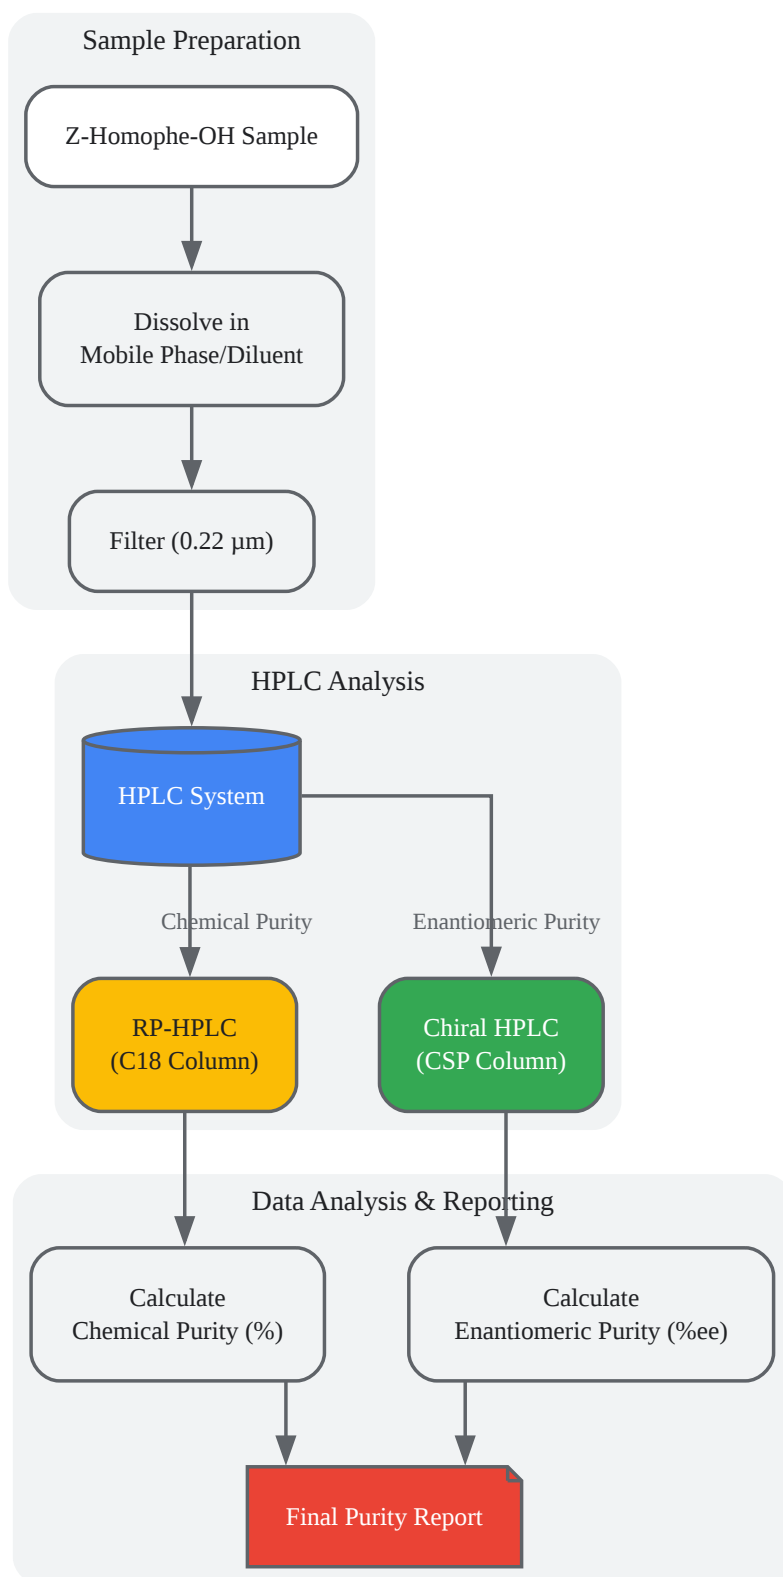 Sample Preparation
Z-Homophe-OH Sample
Dissolve in
Mobile Phase/Diluent
Filter (0.22 µm)
HPLC Analysis
HPLC System
Chemical Purity
Enantiomeric Purity
RP-HPLC
(C18 Column)
Chiral HPLC
(CSP Column)
Data Analysis & Reporting
Calculate
Chemical Purity (%)
Calculate
Enantiomeric Purity (%ee)
Final Purity Report